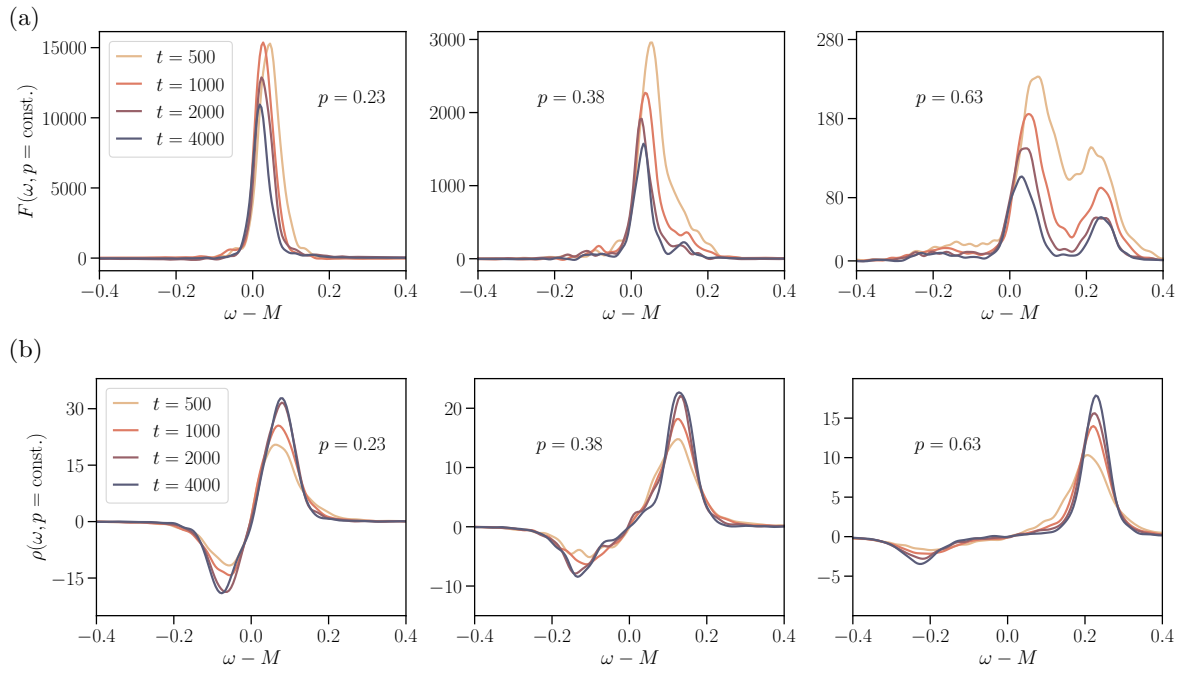 (a)
F(ω, p = const.)
15000
10000
5000
0
t = 500
t = 1000
t = 2000
t = 4000
p = 0.23
−0.4 −0.2 0.0 0.2 0.4
ω − M
3000
2000
1000
0
p = 0.38
−0.4 −0.2 0.0 0.2 0.4
ω − M
280
180
80
0
p = 0.63
−0.4 −0.2 0.0 0.2 0.4
ω − M
(b)
ρ(ω, p = const.)
30
15
0
−15
t = 500
t = 1000
t = 2000
t = 4000
p = 0.23
−0.4 −0.2 0.0 0.2 0.4
ω − M
20
10
0
−10
p = 0.38
−0.4 −0.2 0.0 0.2 0.4
ω − M
15
10
5
0
−5
p = 0.63
−0.4 −0.2 0.0 0.2 0.4
ω − M